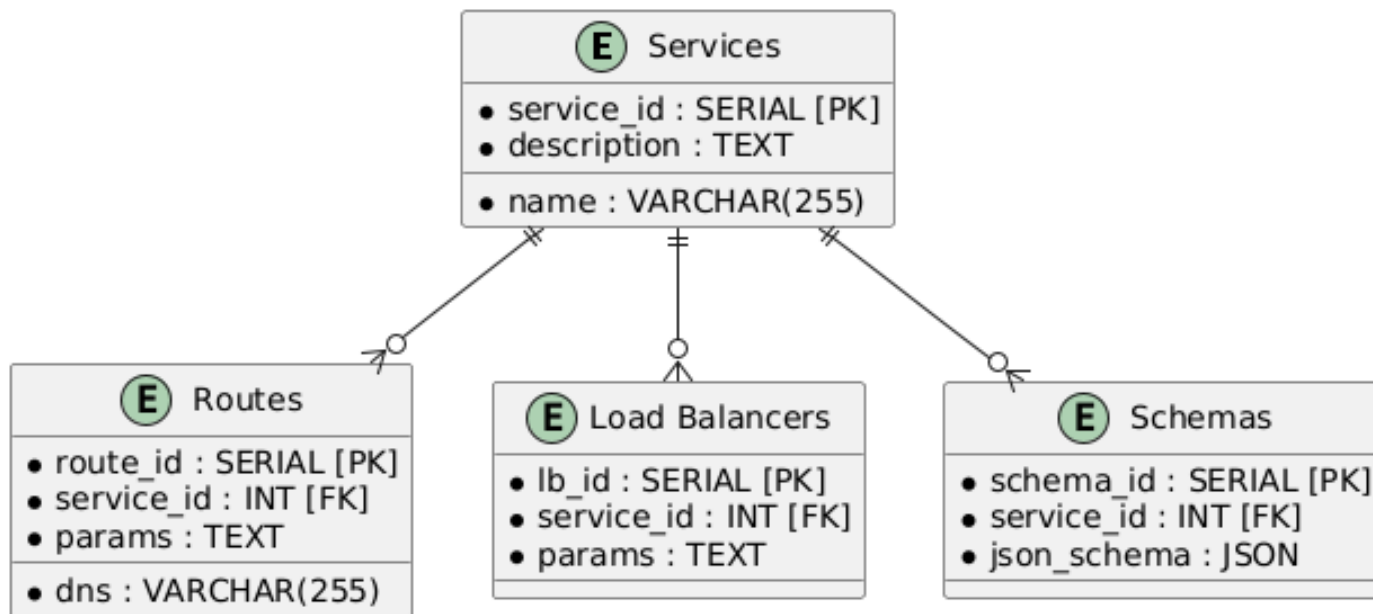 E Services
service_id : SERIAL [PK]
description : TEXT
name : VARCHAR(255)
E Routes
route_id : SERIAL [PK]
service_id : INT [FK]
params : TEXT
dns : VARCHAR(255)
E Load Balancers
lb_id : SERIAL [PK]
service_id : INT [FK]
params : TEXT
E Schemas
schema_id : SERIAL [PK]
service_id : INT [FK]
json_schema : JSON